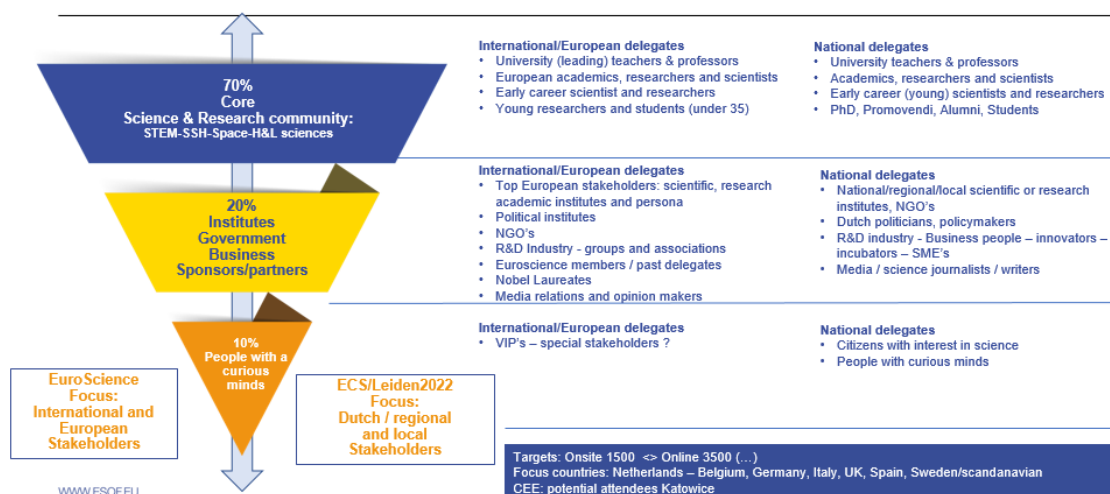 70%
Core
Science & Research community:
STEM-SSH-Space-H&L sciences
International/European delegates
• University (leading) teachers & professors
• European academics, researchers and scientists
• Early career scientist and researchers
• Young researchers and students (under 35)
National delegates
• University teachers & professors
• Academics, researchers and scientists
• Early career (young) scientists and researchers
• PhD, Promovendi, Alumni, Students
20%
Institutes
Government
Business
Sponsors/partners
International/European delegates
• Top European stakeholders: scientific, research
academic institutes and persona
• Political institutes
• NGO's
• R&D Industry - groups and associations
• Euroscience members / past delegates
• Nobel Laureates
• Media relations and opinion makers
National delegates
• National/regional/local scientific or research
institutes, NGO's
• Dutch politicians, policymakers
• R&D industry - Business people – innovators –
incubators – SME's
• Media / science journalists / writers
10%
People with a
curious
minds
International/European delegates
• VIP's – special stakeholders ?
National delegates
• Citizens with interest in science
• People with curious minds
EuroScience
Focus:
International and
European
Stakeholders
ECS/Leiden2022
Focus:
Dutch / regional
and local
Stakeholders
Targets: Onsite 1500 <> Online 3500 (...)
Focus countries: Netherlands – Belgium, Germany, Italy, UK, Spain, Sweden/scandanavian
CEE: potential attendees Katowice
WWW.ESOF.EU